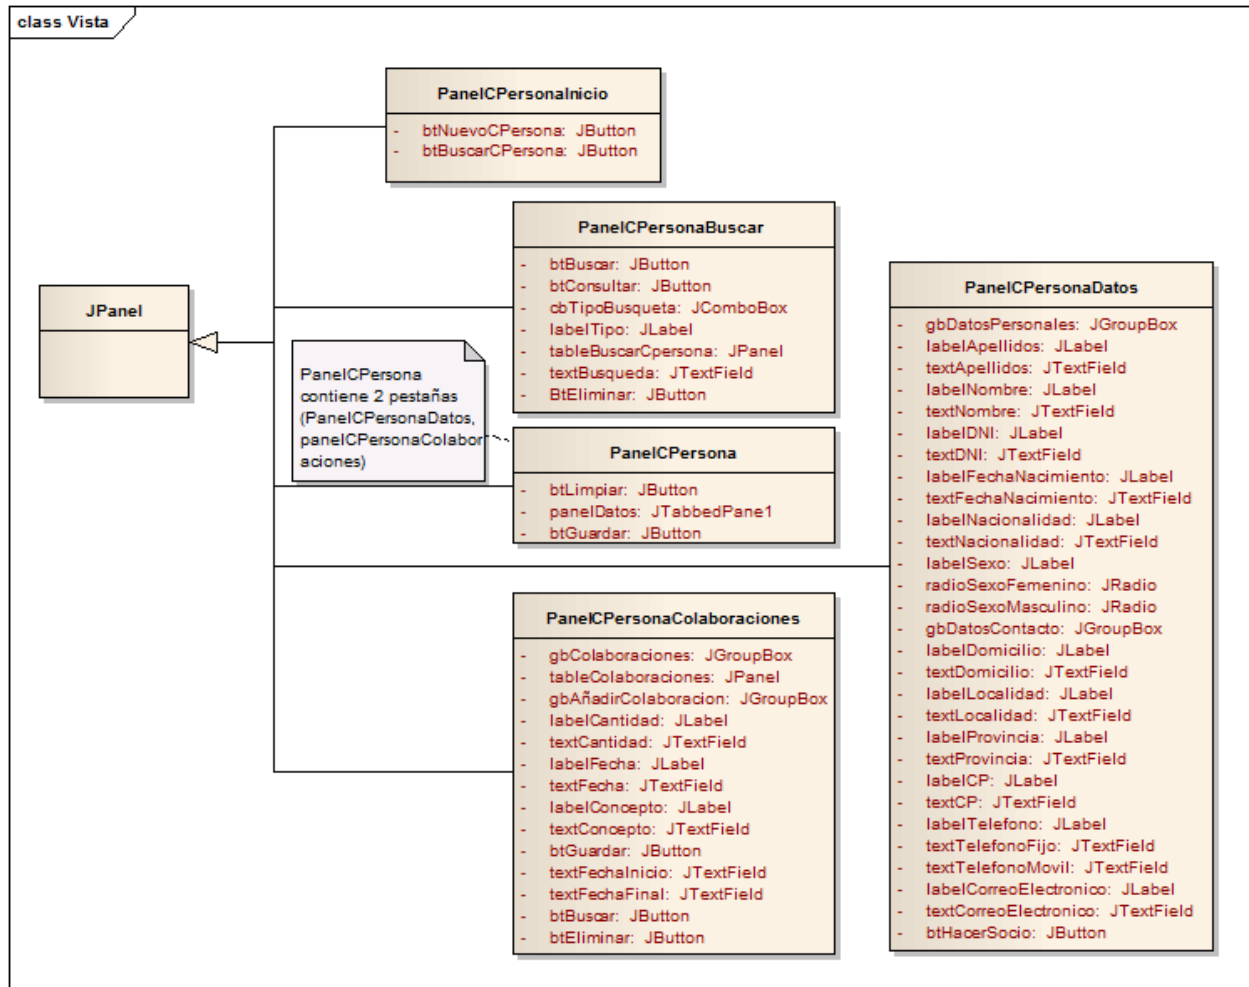 class Vista
PanelCPersonaInicio
- btNuevoCPersona: JButton
- btBuscarCPersona: JButton
PanelCPersonaBuscar
- btBuscar: JButton
- btConsultar: JButton
- cbTipoBusqueta: JComboBox
- labelTipo: JLabel
- tableBuscarCpersona: JPanel
- textBusqueda: JTextField
- BtEliminar: JButton
JPanel
PanelCPersona
contiene 2 pestañas
(PanelCPersonaDatos,
panelCPersonaColabor
aciones)
PanelCPersona
- btLimpiar: JButton
- panelDatos: JTabbedPane1
- btGuardar: JButton
PanelCPersonaColaboraciones
- gbColaboraciones: JGroupBox
- tableColaboraciones: JPanel
- gbAñadirColaboracion: JGroupBox
- labelCantidad: JLabel
- textCantidad: JTextField
- labelFecha: JLabel
- textFecha: JTextField
- labelConcepto: JLabel
- textConcepto: JTextField
- btGuardar: JButton
- textFechaInicio: JTextField
- textFechaFinal: JTextField
- btBuscar: JButton
- btEliminar: JButton
PanelCPersonaDatos
- gbDatosPersonales: JGroupBox
- labelApellidos: JLabel
- textApellidos: JTextField
- labelNombre: JLabel
- textNombre: JTextField
- labelDNI: JLabel
- textDNI: JTextField
- labelFechaNacimiento: JLabel
- textFechaNacimiento: JTextField
- labelNacionalidad: JLabel
- textNacionalidad: JTextField
- labelSexo: JLabel
- radioSexoFemenino: JRadio
- radioSexoMasculino: JRadio
- gbDatosContacto: JGroupBox
- labelDomicilio: JLabel
- textDomicilio: JTextField
- labelLocalidad: JLabel
- textLocalidad: JTextField
- labelProvincia: JLabel
- textProvincia: JTextField
- labelCP: JLabel
- textCP: JTextField
- labelTelefono: JLabel
- textTelefonoFijo: JTextField
- textTelefonoMovil: JTextField
- labelCorreoElectronico: JLabel
- textCorreoElectronico: JTextField
- btHacerSocio: JButton